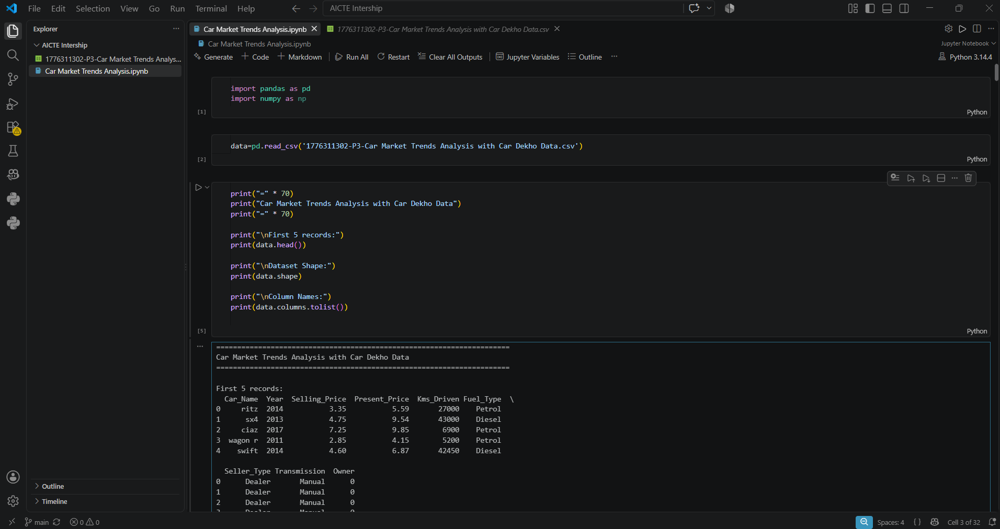 File Edit Selection View Go Run Terminal Help
AICTE Intership
Explorer
AICTE Intership
1776311302-P3-Car Market Trends Analys...
Car Market Trends Analysis.ipynb
Outline
Timeline
Car Market Trends Analysis.ipynb
1776311302-P3-Car Market Trends Analysis with Car Dekho Data.csv
Car Market Trends Analysis.ipynb
Jupyter Notebook
Generate Code Markdown Run All Restart Clear All Outputs Jupyter Variables Outline
Python 3.14.4
import pandas as pd
import numpy as np
[1]
Python
data=pd.read_csv('1776311302-P3-Car Market Trends Analysis with Car Dekho Data.csv')
[2]
Python
print("=" * 70)
print("Car Market Trends Analysis with Car Dekho Data")
print("=" * 70)
print("\nFirst 5 records:")
print(data.head())
print("\nDataset Shape:")
print(data.shape)
print("\nColumn Names:")
print(data.columns.tolist())
[5]
Python
======================================================================
Car Market Trends Analysis with Car Dekho Data
======================================================================
First 5 records:
Car_Name Year Selling_Price Present_Price Kms_Driven Fuel_Type \
0 ritz 2014 3.35 5.59 27000 Petrol
1 sx4 2013 4.75 9.54 43000 Diesel
2 ciaz 2017 7.25 9.85 6900 Petrol
3 wagon r 2011 2.85 4.15 5200 Petrol
4 swift 2014 4.60 6.87 42450 Diesel
Seller_Type Transmission Owner
0 Dealer Manual 0
1 Dealer Manual 0
2 Dealer Manual 0
3 Dealer Manual 0
main 0 0
Spaces: 4 { } Cell 3 of 32